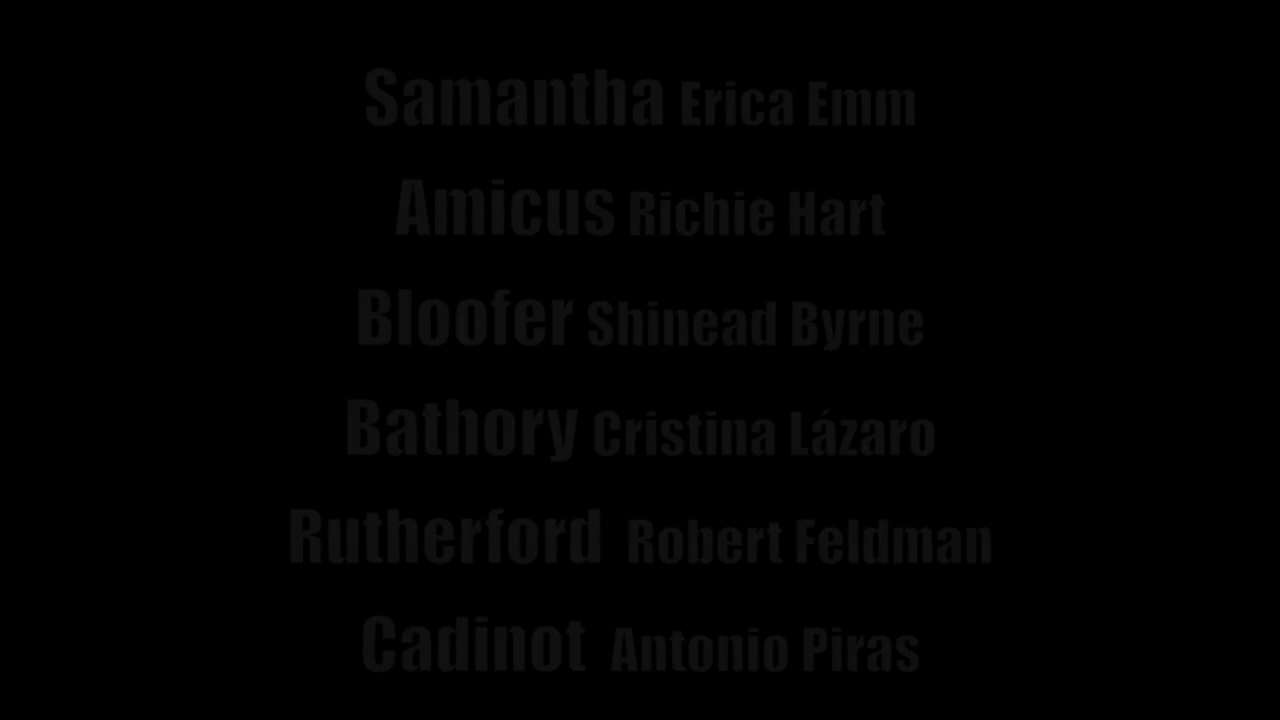 Samantha Erica Emm
Amicus Richie Hart
Bloofer Shinead Byrne
Bathory Cristina Lázaro
Rutherford Robert Feldman
Cadinot Antonio Piras